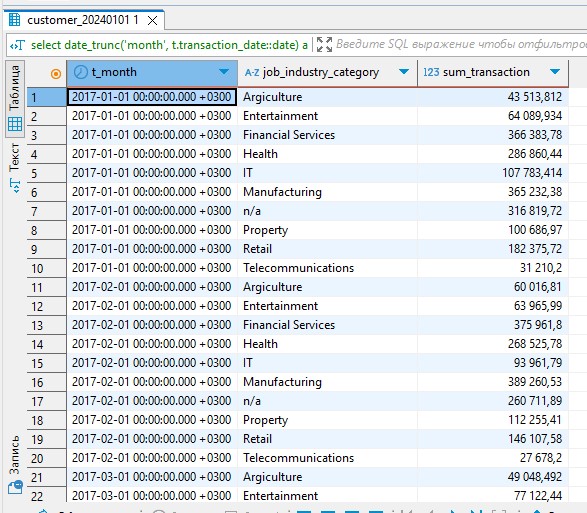 customer_20240101 1
select date_trunc('month', t.transaction_date::date) a
Введите SQL выражение чтобы отфильтро
Таблица
Текст
Запись
t_month A-Z job_industry_category 123 sum_transaction
1 2017-01-01 00:00:00.000 +0300 Argiculture 43 513,812
2 2017-01-01 00:00:00.000 +0300 Entertainment 64 089,934
3 2017-01-01 00:00:00.000 +0300 Financial Services 366 383,78
4 2017-01-01 00:00:00.000 +0300 Health 286 860,44
5 2017-01-01 00:00:00.000 +0300 IT 107 783,414
6 2017-01-01 00:00:00.000 +0300 Manufacturing 365 232,38
7 2017-01-01 00:00:00.000 +0300 n/a 316 819,72
8 2017-01-01 00:00:00.000 +0300 Property 100 686,97
9 2017-01-01 00:00:00.000 +0300 Retail 182 375,72
10 2017-01-01 00:00:00.000 +0300 Telecommunications 31 210,2
11 2017-02-01 00:00:00.000 +0300 Argiculture 60 016,81
12 2017-02-01 00:00:00.000 +0300 Entertainment 63 965,99
13 2017-02-01 00:00:00.000 +0300 Financial Services 375 961,8
14 2017-02-01 00:00:00.000 +0300 Health 268 525,78
15 2017-02-01 00:00:00.000 +0300 IT 93 961,79
16 2017-02-01 00:00:00.000 +0300 Manufacturing 389 260,53
17 2017-02-01 00:00:00.000 +0300 n/a 260 711,89
18 2017-02-01 00:00:00.000 +0300 Property 112 255,41
19 2017-02-01 00:00:00.000 +0300 Retail 146 107,58
20 2017-02-01 00:00:00.000 +0300 Telecommunications 27 678,2
21 2017-03-01 00:00:00.000 +0300 Argiculture 49 048,492
22 2017-03-01 00:00:00.000 +0300 Entertainment 77 122,44